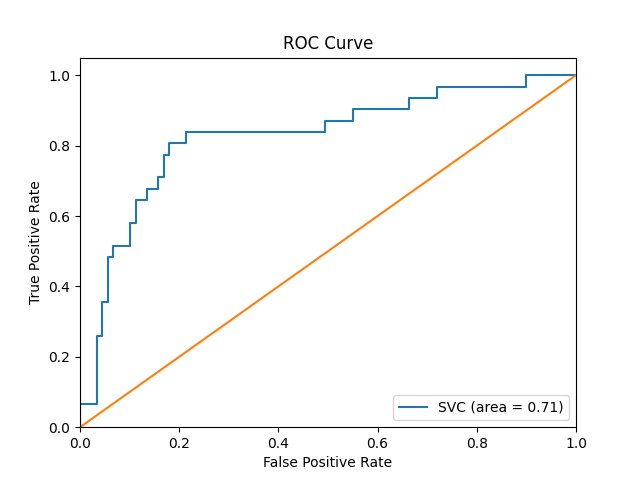 ROC Curve
True Positive Rate
1.0
0.8
0.6
0.4
0.2
0.0
0.0 0.2 0.4 0.6 0.8 1.0
False Positive Rate
SVC (area = 0.71)